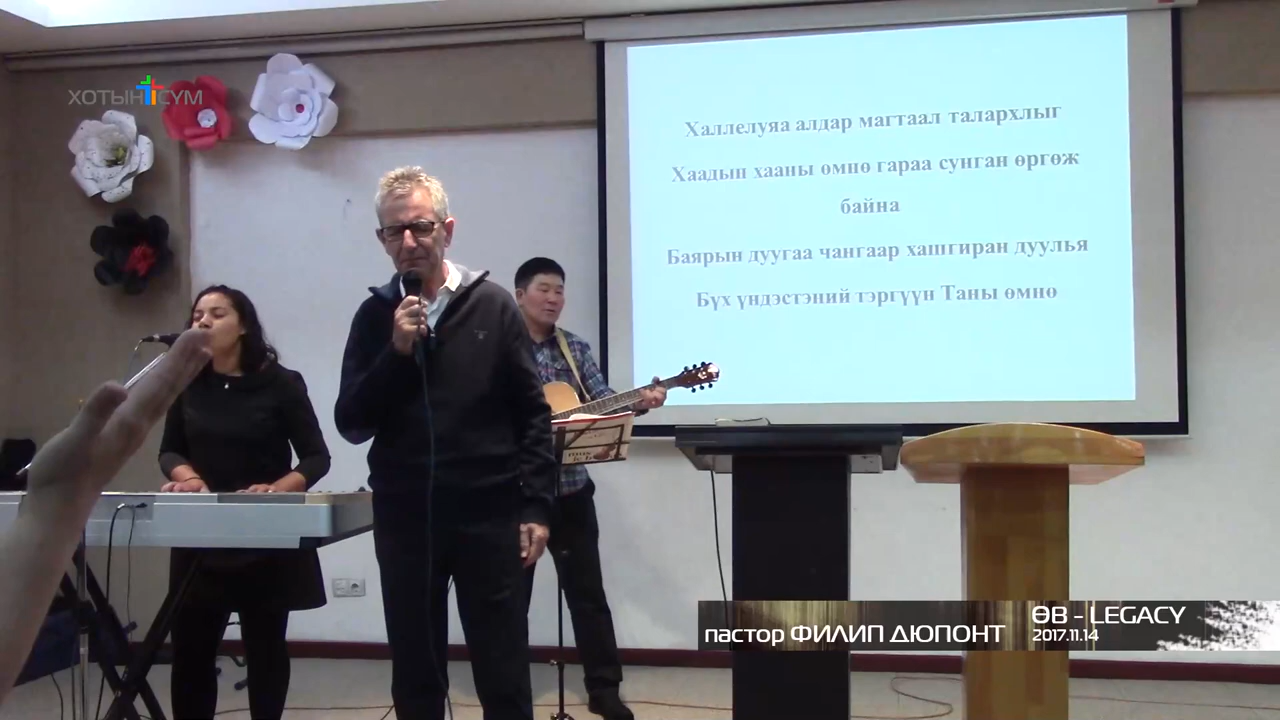 ХОТЫН СҮМ
Халлелуяа алдар магтаал талархлыг
Хаадын хааны өмнө гараа сунган өргөж
байна
Баярын дуугаа чангаар хашгиран дуулья
Бүх үндэстэний тэргүүн Таны өмнө
ӨВ - LEGACY
пастор ФИЛИП ДЮПОНТ
2017.11.14